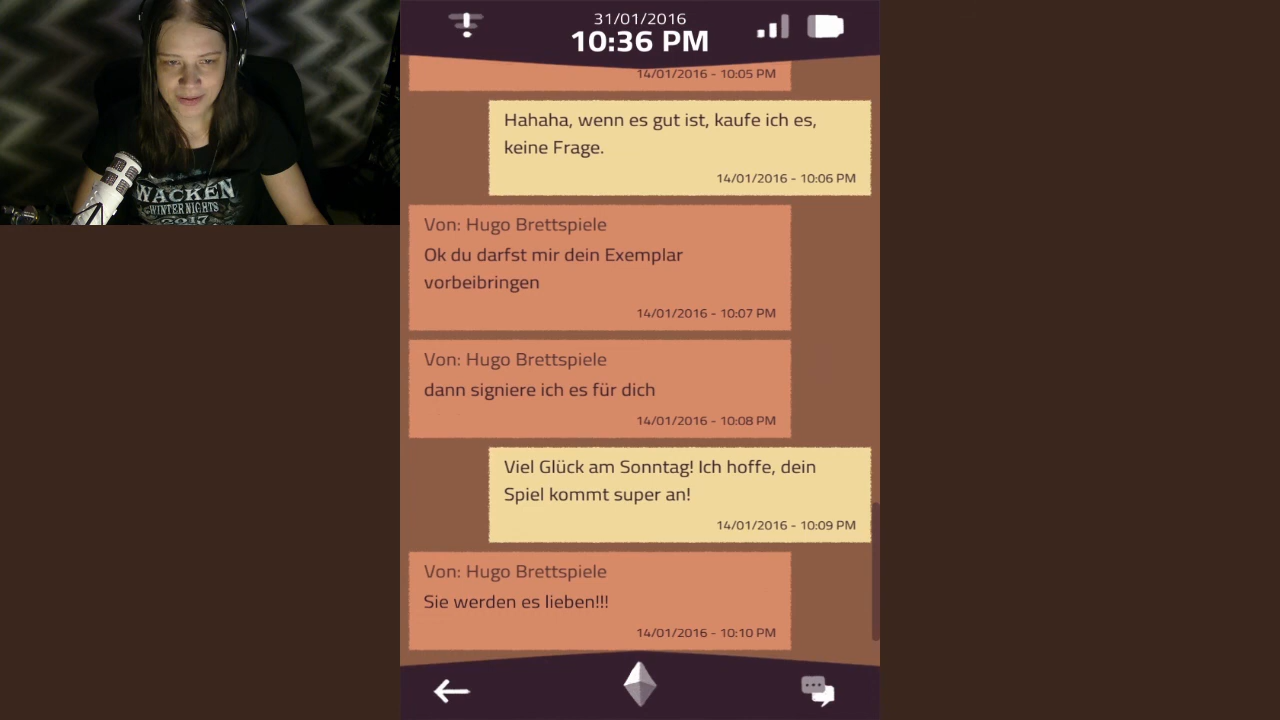 31/01/2016
10:36 PM
14/01/2016 - 10:05 PM
Hahaha, wenn es gut ist, kaufe ich es,
keine Frage.
14/01/2016 - 10:06 PM
Von: Hugo Brettspiele
Ok du darfst mir dein Exemplar
vorbeibringen
14/01/2016 - 10:07 PM
Von: Hugo Brettspiele
dann signiere ich es für dich
14/01/2016 - 10:08 PM
Viel Glück am Sonntag! Ich hoffe, dein
Spiel kommt super an!
14/01/2016 - 10:09 PM
Von: Hugo Brettspiele
Sie werden es lieben!!!
14/01/2016 - 10:10 PM
WACKEN
WINTER NIGHTS
2017